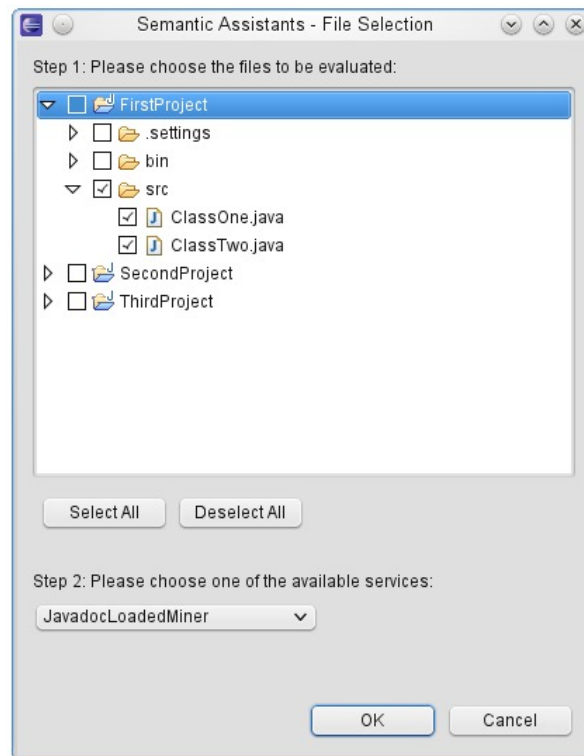 Semantic Assistants - File Selection
Step 1: Please choose the files to be evaluated:
FirstProject
.settings
bin
src
ClassOne.java
ClassTwo.java
SecondProject
ThirdProject
Select All Deselect All
Step 2: Please choose one of the available services:
JavadocLoadedMiner
OK Cancel